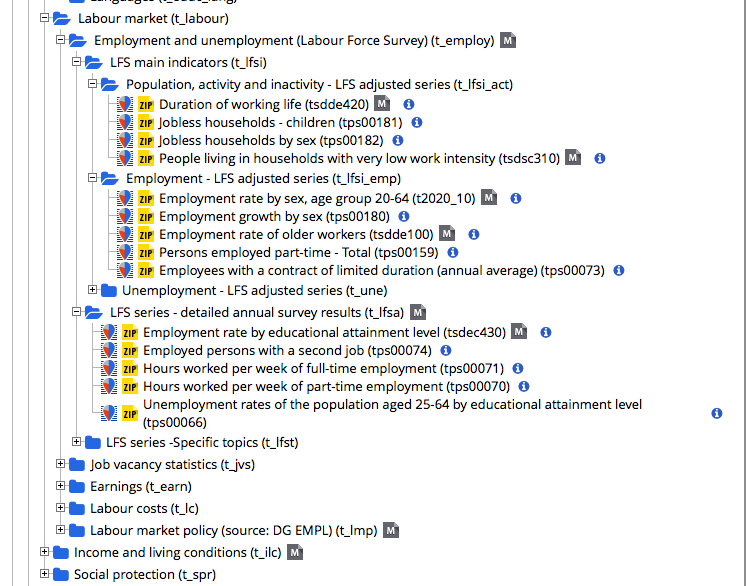 Labour market (t_labour)
Employment and unemployment (Labour Force Survey) (t_employ) M
LFS main indicators (t_lfsi)
Population, activity and inactivity - LFS adjusted series (t_lfsi_act)
ZIP Duration of working life (tsdde420) M i
ZIP Jobless households - children (tps00181) i
ZIP Jobless households by sex (tps00182) i
ZIP People living in households with very low work intensity (tsdsc310) M i
Employment - LFS adjusted series (t_lfsi_emp)
ZIP Employment rate by sex, age group 20-64 (t2020_10) M i
ZIP Employment growth by sex (tps00180) i
ZIP Employment rate of older workers (tsdde100) M i
ZIP Persons employed part-time - Total (tps00159) i
ZIP Employees with a contract of limited duration (annual average) (tps00073) i
Unemployment - LFS adjusted series (t_une)
LFS series - detailed annual survey results (t_lfsa) M
ZIP Employment rate by educational attainment level (tsdec430) M i
ZIP Employed persons with a second job (tps00074) i
ZIP Hours worked per week of full-time employment (tps00071) i
ZIP Hours worked per week of part-time employment (tps00070) i
ZIP Unemployment rates of the population aged 25-64 by educational attainment level i
(tps00066)
LFS series -Specific topics (t_lfst)
Job vacancy statistics (t_jvs)
Earnings (t_earn)
Labour costs (t_lc)
Labour market policy (source: DG EMPL) (t_lmp) M
Income and living conditions (t_ilc) M
Social protection (t_spr)